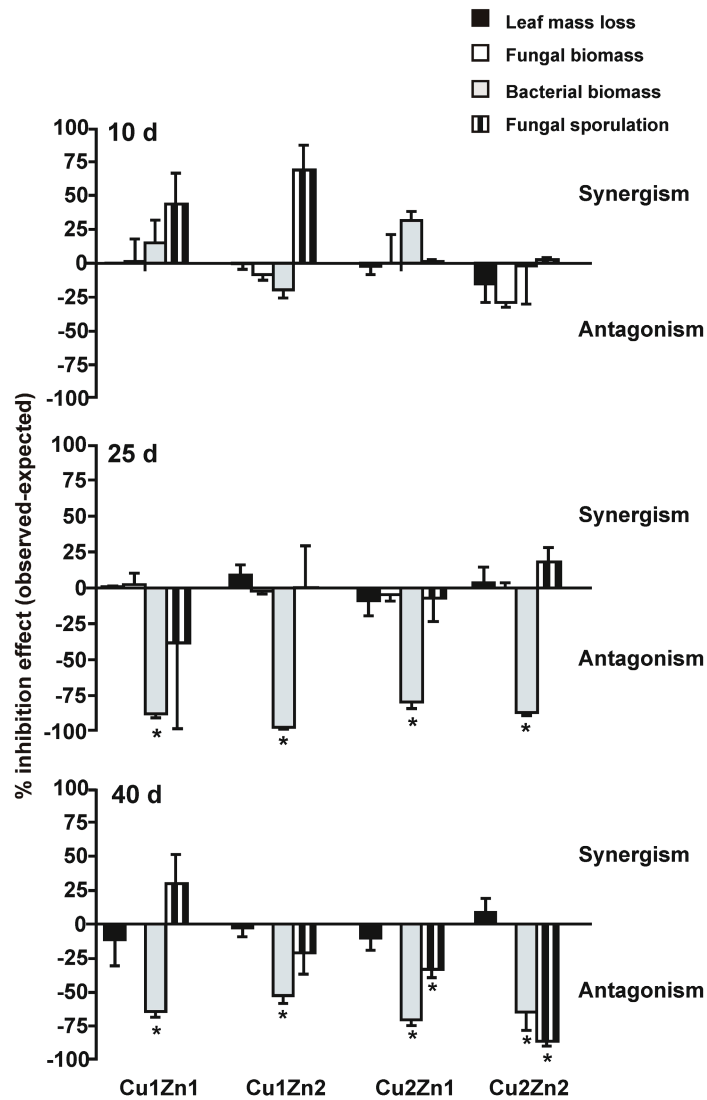 Leaf mass loss
Fungal biomass
Bacterial biomass
Fungal sporulation
% inhibition effect (observed-expected)
10 d
100
75
50
25
0
-25
-50
-75
-100
Synergism
Antagonism
25 d
100
75
50
25
0
-25
-50
-75
-100
Synergism
Antagonism
* * * *
40 d
100
75
50
25
0
-25
-50
-75
-100
Synergism
Antagonism
* * * * * *
Cu1Zn1 Cu1Zn2 Cu2Zn1 Cu2Zn2